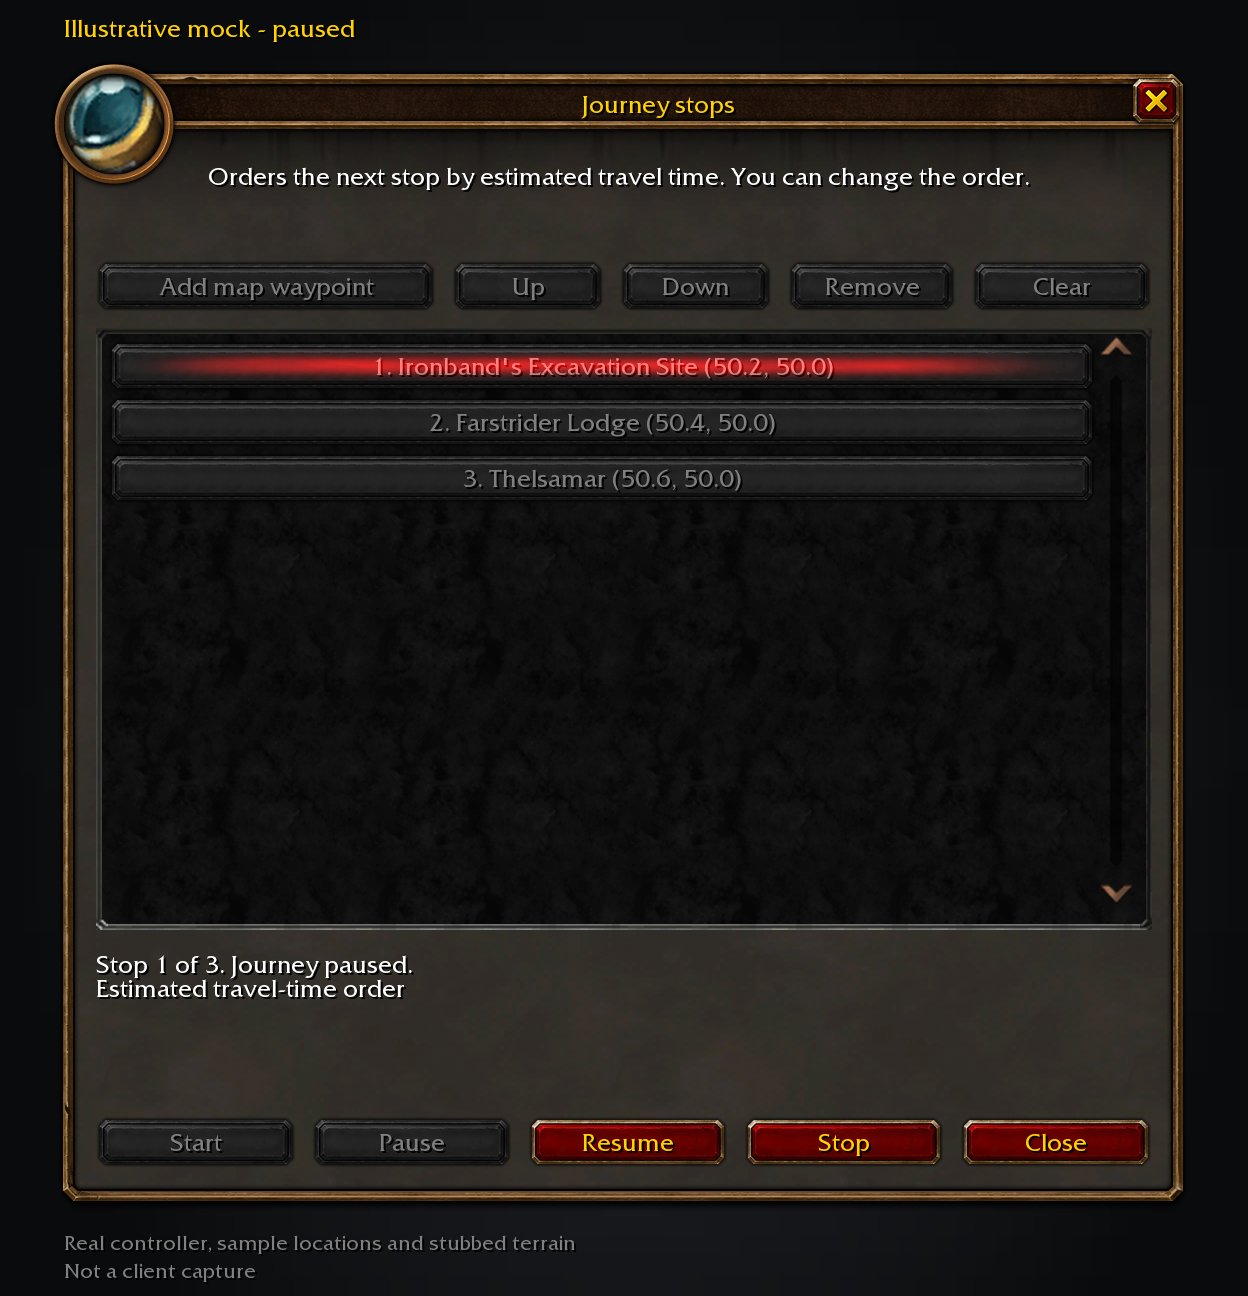 Illustrative mock - paused
Journey stops
Orders the next stop by estimated travel time. You can change the order.
Add map waypoint
Up
Down
Remove
Clear
1. Ironband's Excavation Site (50.2, 50.0)
2. Farstrider Lodge (50.4, 50.0)
3. Thelsamar (50.6, 50.0)
Stop 1 of 3. Journey paused.
Estimated travel-time order
Start
Pause
Resume
Stop
Close
Real controller, sample locations and stubbed terrain
Not a client capture